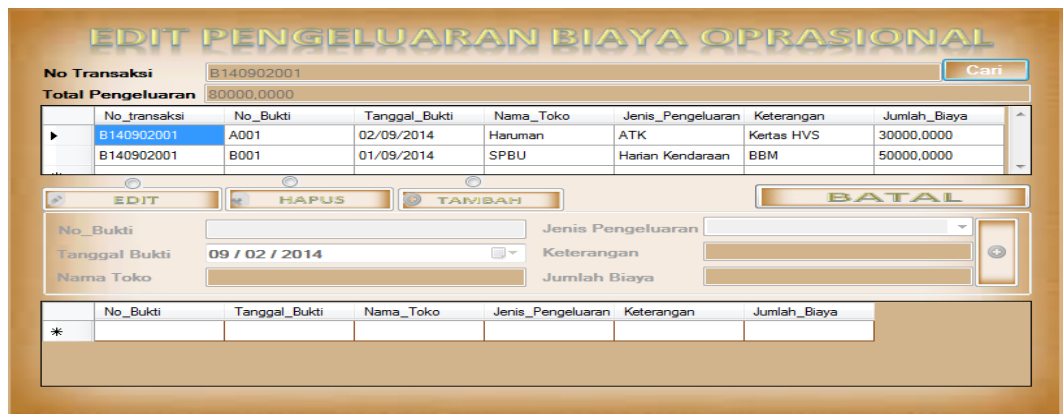 EDIT PENGELUARAN BIAYA OPRASIONAL
No Transaksi B140902001 Cari
Total Pengeluaran 80000,0000
No_transaksi No_Bukti Tanggal_Bukti Nama_Toko Jenis_Pengeluaran Keterangan Jumlah_Biaya
B140902001 A001 02/09/2014 Haruman ATK Kertas HVS 30000,0000
B140902001 B001 01/09/2014 SPBU Harian Kendaraan BBM 50000,0000
EDIT HAPUS TAMBAH BATAL
No_Bukti Jenis Pengeluaran
Tanggal Bukti 09 / 02 / 2014 Keterangan
Nama Toko Jumlah Biaya
No_Bukti Tanggal_Bukti Nama_Toko Jenis_Pengeluaran Keterangan Jumlah_Biaya